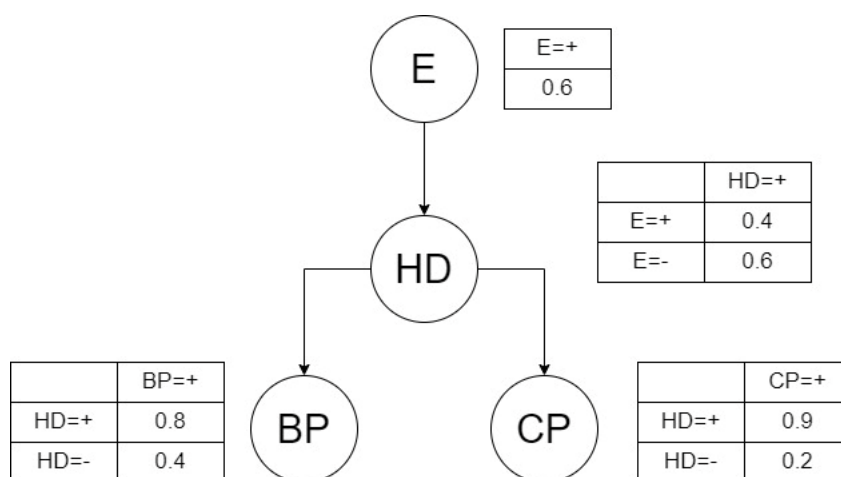 E
E=+
0.6
HD=+
E=+ 0.4
E=- 0.6
HD
BP=+
HD=+ 0.8
HD=- 0.4
BP
CP
CP=+
HD=+ 0.9
HD=- 0.2